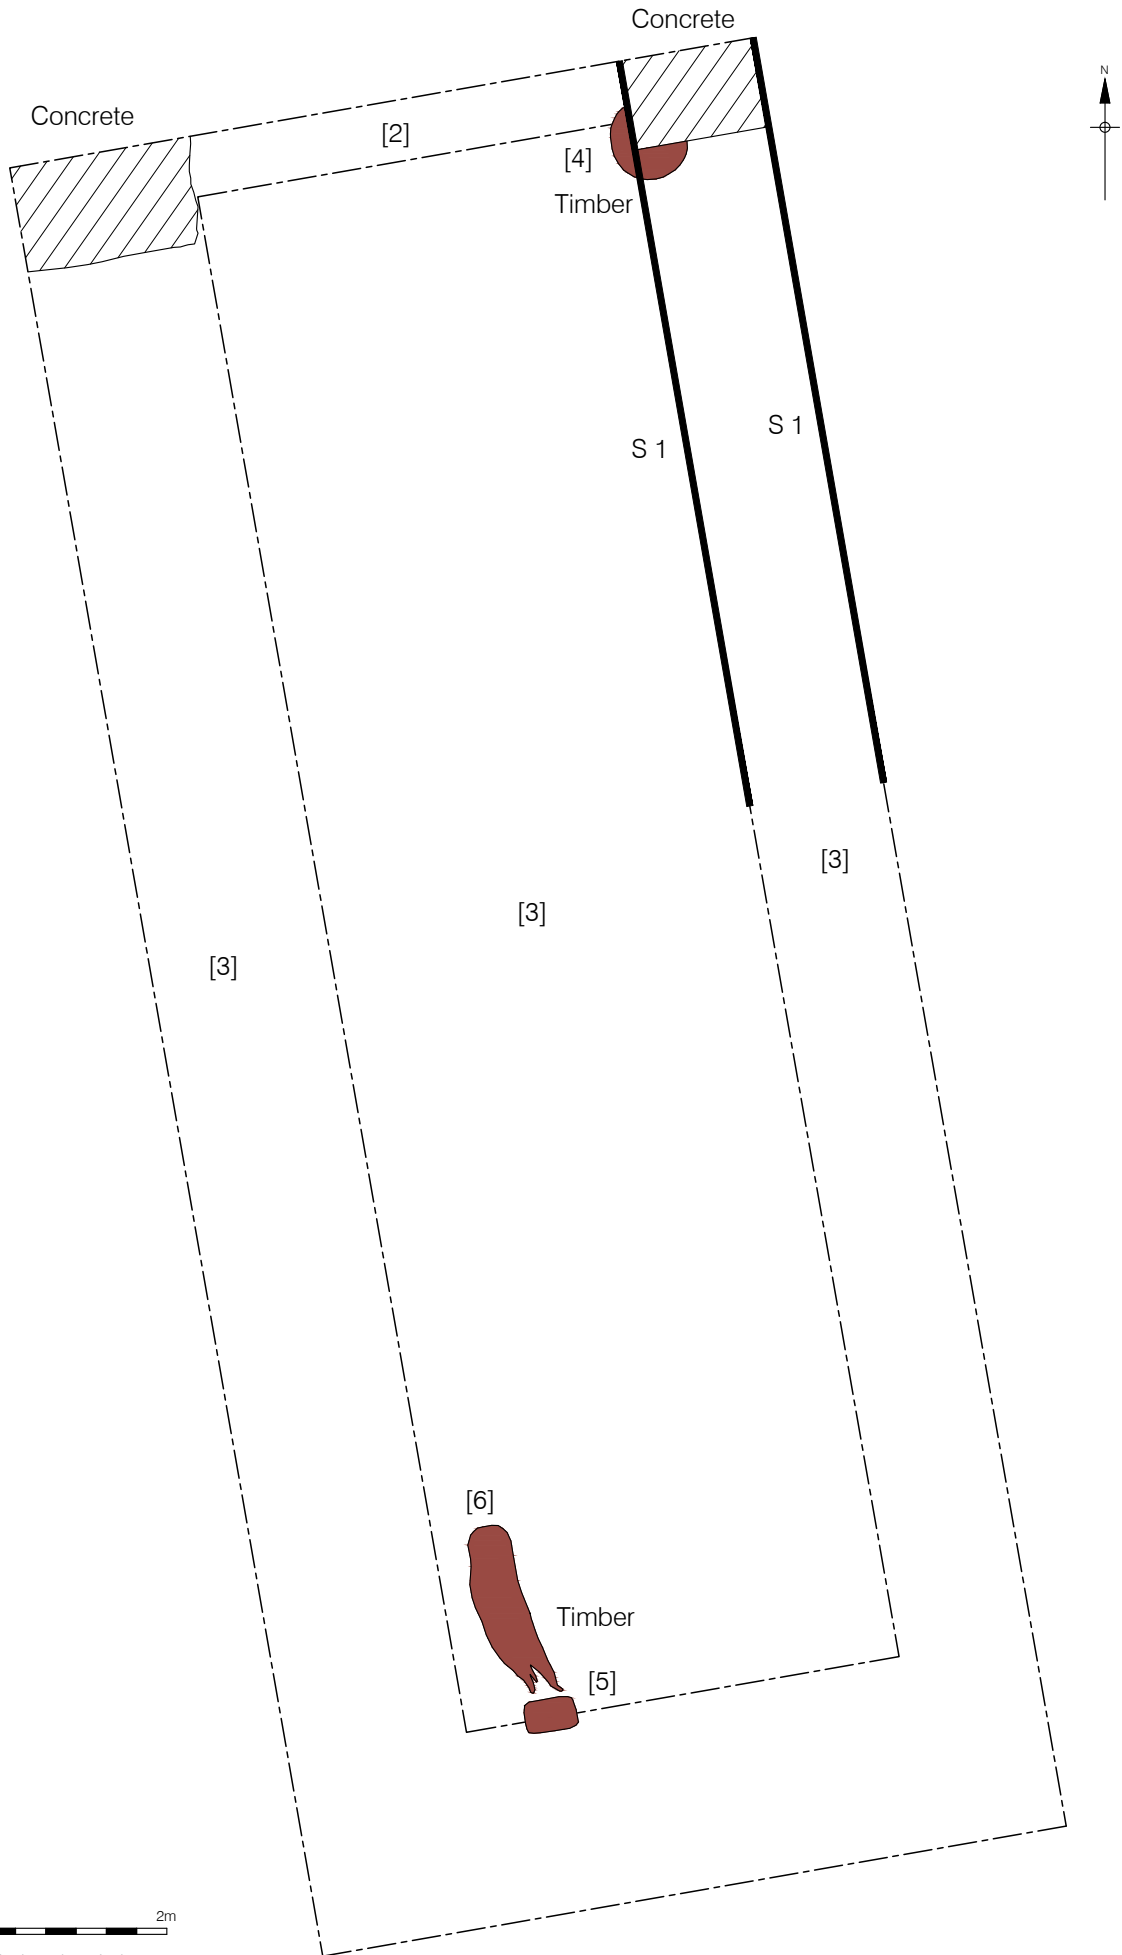 Concrete
N
Concrete
[2]
[4]
Timber
S 1
S 1
[3]
[3]
[3]
[6]
Timber
[5]
2m